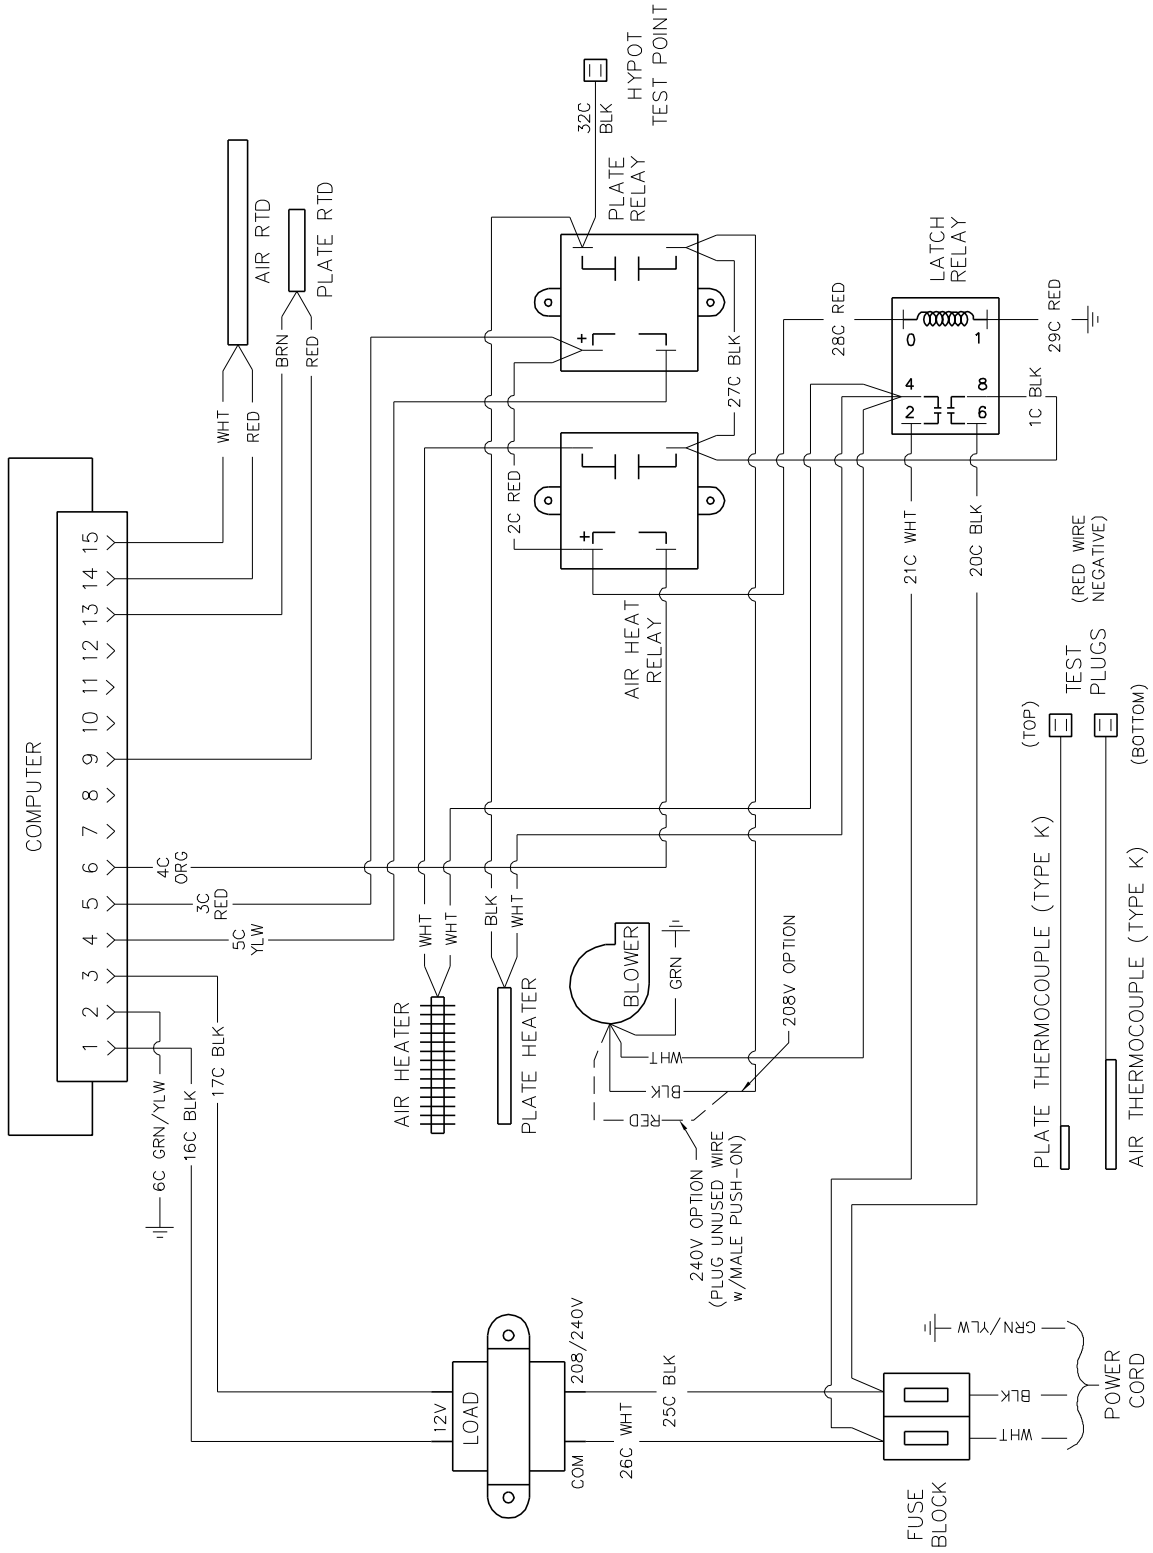 COMPUTER
1
2
3
4
5
6
7
8
9
10
11
12
13
14
15
6C GRN/YLW
16C BLK
17C BLK
5C
YLW
3C
RED
4C
ORG
WHT
RED
AIR RTD
BRN
RED
PLATE RTD
AIR HEATER
WHT
WHT
PLATE HEATER
BLK
WHT
2C RED
BLOWER
GRN
WHT
BLK
RED
208V OPTION
240V OPTION
(PLUG UNUSED WIRE
w/MALE PUSH-ON)
+
AIR HEAT
RELAY
+
PLATE
RELAY
32C
BLK
HYPOT
TEST POINT
27C BLK
28C RED
LATCH
RELAY
0
1
4
8
2
6
29C RED
1C BLK
21C WHT
20C BLK
12V
LOAD
COM
208/240V
26C WHT
25C BLK
FUSE
BLOCK
WHT
BLK
GRN/YLW
POWER
CORD
PLATE THERMOCOUPLE (TYPE K)
(TOP)
AIR THERMOCOUPLE (TYPE K)
(BOTTOM)
TEST
PLUGS
(RED WIRE
NEGATIVE)